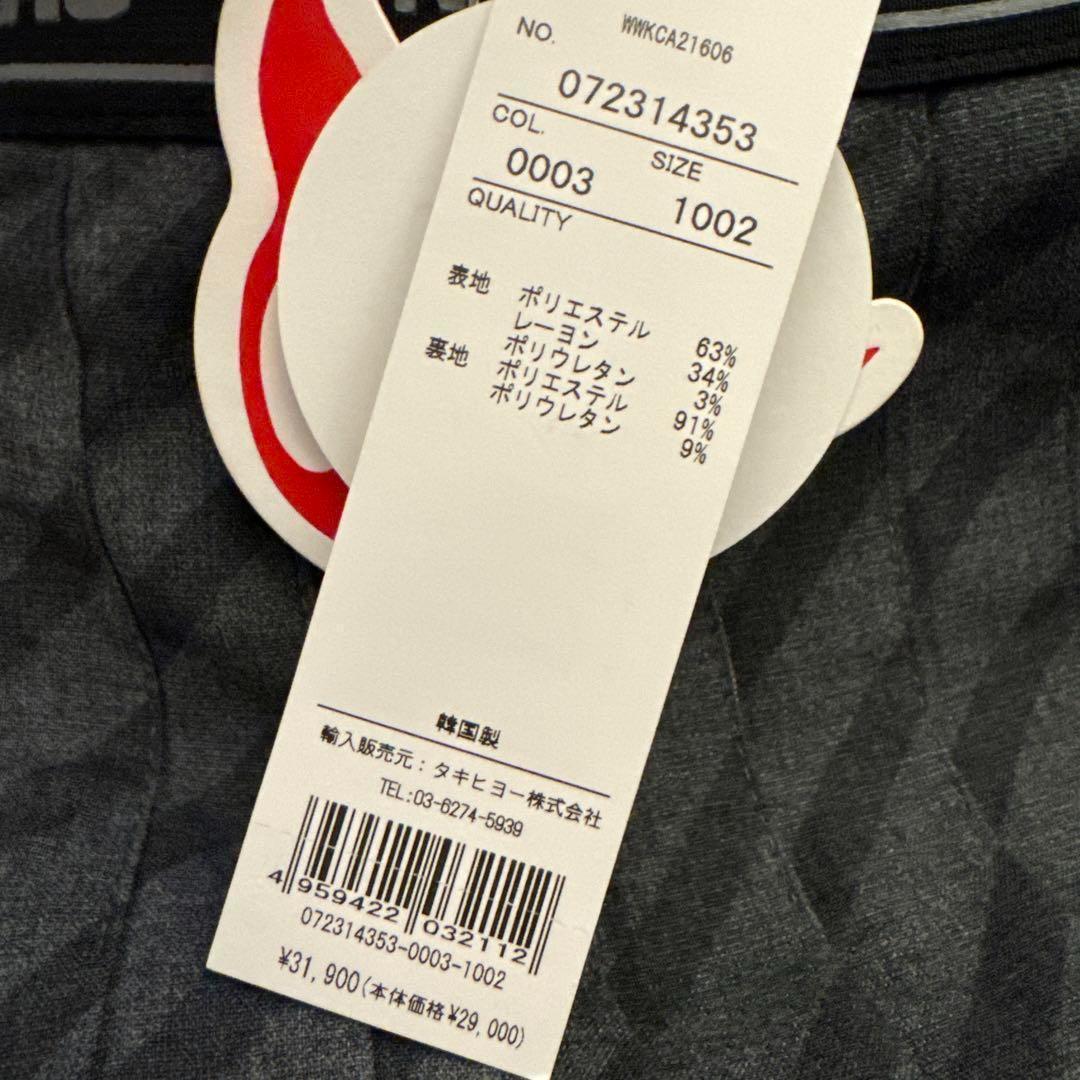 NO. WWKCA21606
072314353
COL. SIZE
0003 1002
QUALITY
表地 ポリエステル 63%
レーヨン 34%
ポリウレタン 3%
裏地 ポリエステル 91%
ポリウレタン 9%
韓国製
輸入販売元：タキヒヨー株式会社
TEL:03-6274-5939
4 959422 032112
072314353-0003-1002
¥31,900(本体価格¥29,000)